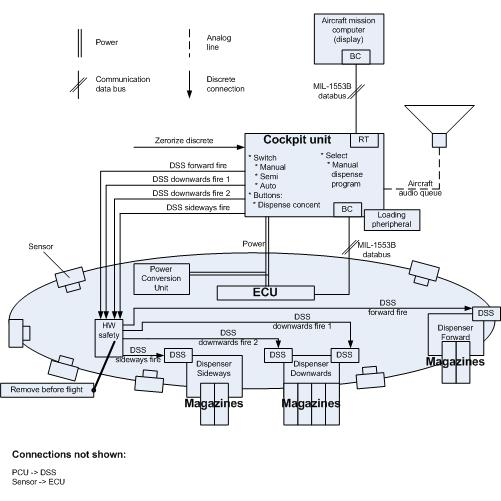 Power
Analog
line
Communication
data bus
Discrete
connection
Aircraft mission
computer
(display)
BC
MIL-1553B
databus
Zerorize discrete
Cockpit unit
RT
* Switch
* Manual
* Semi
* Auto
* Buttons:
* Dispense concent
* Select
* Manual
dispense
program
DSS forward fire
DSS downwards fire 1
DSS downwards fire 2
DSS sideways fire
BC
Loading
pheripheral
Aircraft
audio queue
Power
MIL-1553B
databus
Sensor
Power
Conversion
Unit
ECU
HW
safety
DSS
forward fire
DSS
DSS
downwards fire 1
DSS
downwards fire 2
DSS
sideways fire
DSS
DSS
DSS
Dispenser
Sideways
Dispenser
Downwards
Dispenser
Forward
Magazines
Magazines
Magazines
Remove before flight
Connections not shown:
PCU -> DSS
Sensor -> ECU